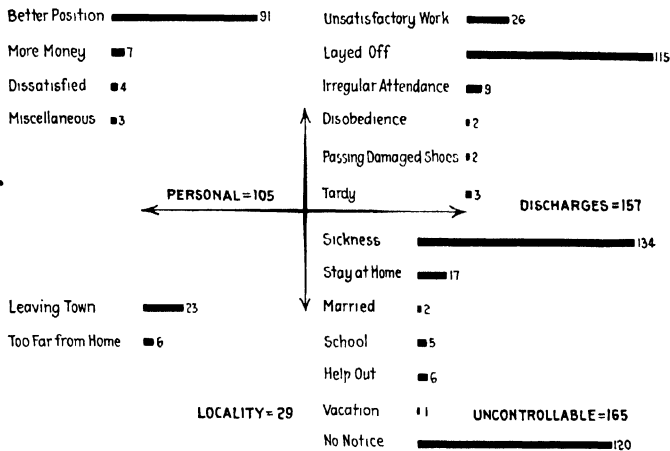 Better Position 91
More Money 7
Dissatisfied 4
Miscellaneous 3
PERSONAL=105
Unsatisfactory Work 26
Layed Off 115
Irregular Attendance 9
Disobedience 2
Passing Damaged Shoes 2
Tardy 3
DISCHARGES=157
Leaving Town 23
Too Far from Home 6
LOCALITY=29
Sickness 134
Stay at Home 17
Married 2
School 5
Help Out 6
Vacation 1
UNCONTROLLABLE=165
No Notice 120